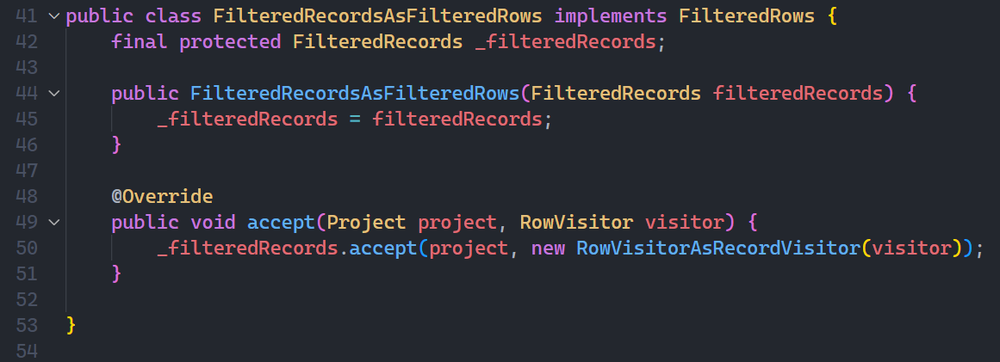 41 public class FilteredRecordsAsFilteredRows implements FilteredRows {
42     final protected FilteredRecords _filteredRecords;
43
44     public FilteredRecordsAsFilteredRows(FilteredRecords filteredRecords) {
45         _filteredRecords = filteredRecords;
46     }
47
48     @Override
49     public void accept(Project project, RowVisitor visitor) {
50         _filteredRecords.accept(project, new RowVisitorAsRecordVisitor(visitor));
51     }
52
53 }
54